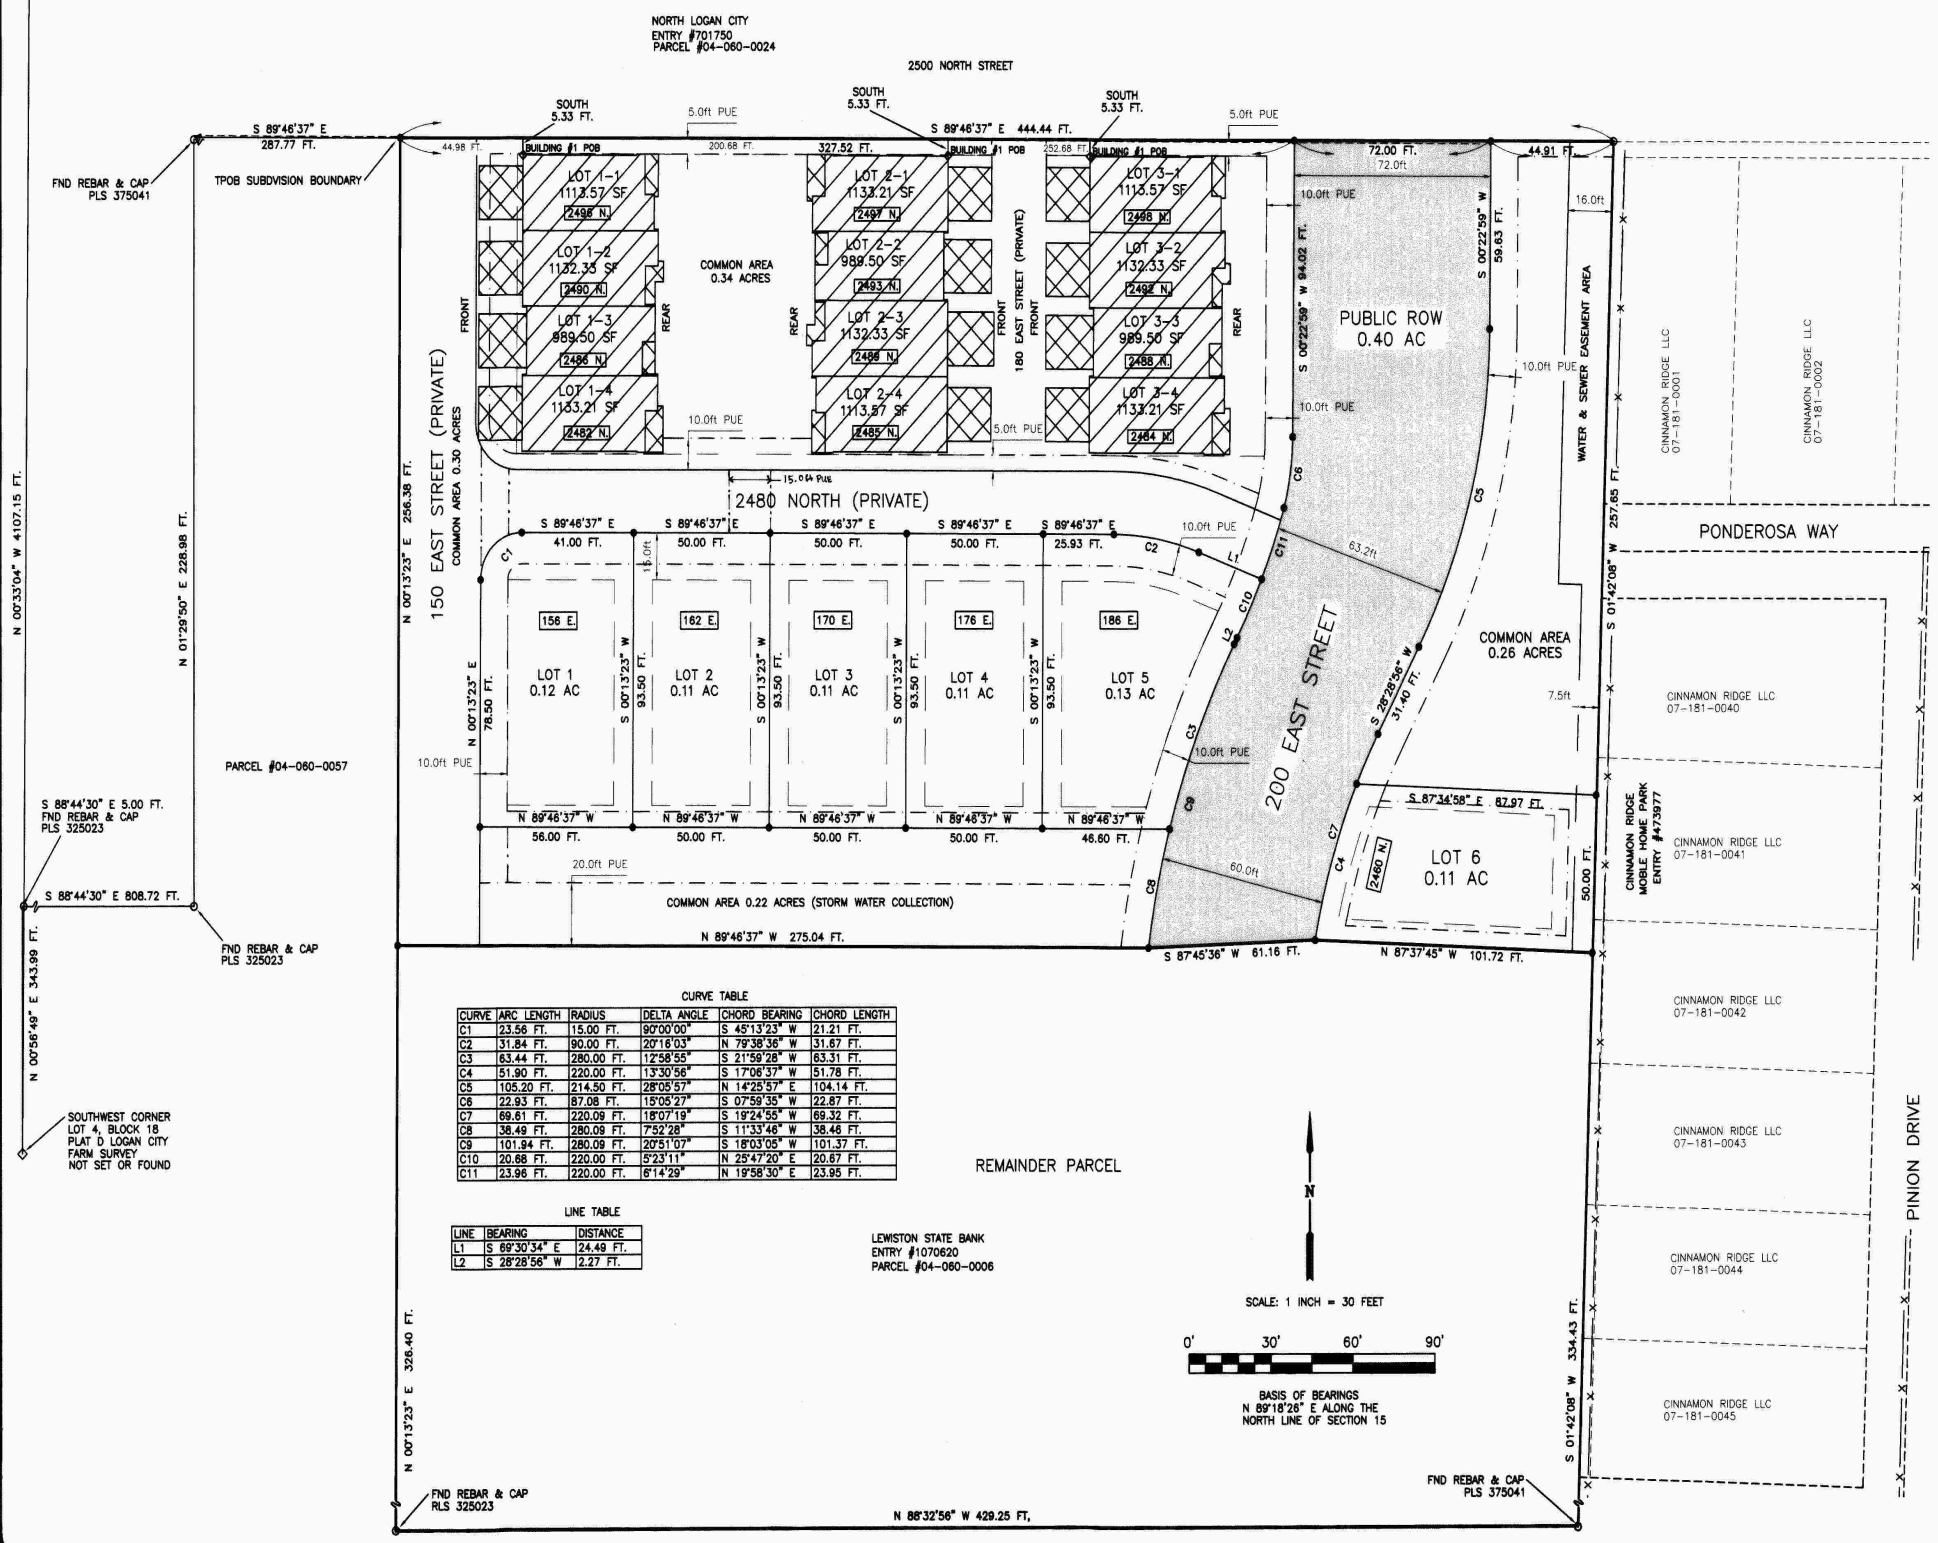 NORTH LOGAN CITY
ENTRY #701750
PARCEL #04-060-0024
2500 NORTH STREET
SOUTH
5.33 FT.
5.0ft PUE
SOUTH
5.33 FT.
SOUTH
5.33 FT.
5.0ft PUE
S 89°46'37" E
287.77 FT.
S 89°46'37" E 444.44 FT.
44.98 FT.
BUILDING #1 POB
200.68 FT.
327.52 FT.
BUILDING #1 POB
252.68 FT.
BUILDING #1 POB
72.00 FT.
72.0ft
44.91 FT.
FND REBAR & CAP
PLS 375041
TPOB SUBDVISION BOUNDARY
LOT 1-1
1113.57 SF
2496 N.
LOT 1-2
1132.33 SF
2490 N.
LOT 1-3
989.50 SF
2486 N.
LOT 1-4
1133.21 SF
2482 N.
COMMON AREA
0.34 ACRES
LOT 2-1
1133.21 SF
2497 N.
LOT 2-2
989.50 SF
2493 N.
LOT 2-3
1132.33 SF
2489 N.
LOT 2-4
1113.57 SF
2485 N.
LOT 3-1
1113.57 SF
2498 N.
LOT 3-2
1132.33 SF
2492 N.
LOT 3-3
989.50 SF
2488 N.
LOT 3-4
1133.21 SF
2484 N.
FRONT
REAR
REAR
FRONT
180 EAST STREET (PRIVATE)
FRONT
REAR
10.0ft PUE
S 00°22'59" W 94.02 FT.
10.0ft PUE
S 00°22'59" W
59.63 FT.
PUBLIC ROW
0.40 AC
10.0ft PUE
16.0ft
WATER & SEWER EASEMENT AREA
CINNAMON RIDGE LLC
07-181-0001
CINNAMON RIDGE LLC
07-181-0002
PONDEROSA WAY
150 EAST STREET (PRIVATE)
COMMON AREA 0.30 ACRES
N 00°13'23" E 256.38 FT.
N 00°33'04" W 4107.15 FT.
N 01°29'50" E 2228.98 FT.
10.0ft PUE
5.0ft PUE
15.0ft PUE
2480 NORTH (PRIVATE)
C6
C5
C11
63.2ft
S 01°42'08" W 257.65 FT.
S 89°46'37" E
41.00 FT.
S 89°46'37" E
50.00 FT.
S 89°46'37" E
50.00 FT.
S 89°46'37" E
50.00 FT.
S 89°46'37" E
25.93 FT.
10.0ft PUE
C1
C2
L1
C10
L2
15.0ft
156 E.
162 E.
170 E.
176 E.
186 E.
LOT 1
0.12 AC
LOT 2
0.11 AC
LOT 3
0.11 AC
LOT 4
0.11 AC
LOT 5
0.13 AC
N 00°13'23" E
78.50 FT.
S 00°13'23" W
93.50 FT.
S 00°13'23" W
93.50 FT.
S 00°13'23" W
93.50 FT.
S 00°13'23" W
93.50 FT.
C3
10.0ft PUE
200 EAST STREET
S 28°28'56" W
31.40 FT.
COMMON AREA
0.26 ACRES
7.5ft
CINNAMON RIDGE LLC
07-181-0040
10.0ft PUE
PARCEL #04-060-0057
N 89°46'37" W
56.00 FT.
N 89°46'37" W
50.00 FT.
N 89°46'37" W
50.00 FT.
N 89°46'37" W
50.00 FT.
N 89°46'37" W
46.60 FT.
C9
S 87°34'58" E 87.97 FT.
C7
C4
2460 N.
LOT 6
0.11 AC
50.00 FT.
CINNAMON RIDGE
MOBLE HOME PARK
ENTRY #473977
CINNAMON RIDGE LLC
07-181-0041
S 88°44'30" E 5.00 FT.
FND REBAR & CAP
PLS 325023
S 88°44'30" E 808.72 FT.
FND REBAR & CAP
PLS 325023
20.0ft PUE
COMMON AREA 0.22 ACRES (STORM WATER COLLECTION)
C8
60.0ft
N 89°46'37" W 275.04 FT.
S 87°45'36" W 61.16 FT.
N 87°37'45" W 101.72 FT.
N 00°56'49" E 343.99 FT.
SOUTHWEST CORNER
LOT 4, BLOCK 18
PLAT D LOGAN CITY
FARM SURVEY
NOT SET OR FOUND
CURVE TABLE
CURVE ARC LENGTH RADIUS DELTA ANGLE CHORD BEARING CHORD LENGTH
C1 23.56 FT. 15.00 FT. 90°00'00" S 45°13'23" W 21.21 FT.
C2 31.84 FT. 90.00 FT. 20°16'03" N 79°38'36" W 31.67 FT.
C3 63.44 FT. 280.00 FT. 12°58'55" S 21°59'28" W 63.31 FT.
C4 51.90 FT. 220.00 FT. 13°30'56" S 17°06'37" W 51.78 FT.
C5 105.20 FT. 214.50 FT. 28°05'57" N 14°25'57" E 104.14 FT.
C6 22.93 FT. 87.08 FT. 15°05'27" S 07°59'35" W 22.87 FT.
C7 69.61 FT. 220.09 FT. 18°07'19" S 19°24'55" W 69.32 FT.
C8 38.49 FT. 280.09 FT. 7°52'28" S 11°33'46" W 38.46 FT.
C9 101.94 FT. 280.09 FT. 20°51'07" S 18°03'05" W 101.37 FT.
C10 20.68 FT. 220.00 FT. 5°23'11" N 25°47'20" E 20.67 FT.
C11 23.96 FT. 220.00 FT. 6°14'29" N 19°58'30" E 23.95 FT.
LINE TABLE
LINE BEARING DISTANCE
L1 S 69°30'34" E 24.49 FT.
L2 S 28°28'56" W 2.27 FT.
REMAINDER PARCEL
LEWISTON STATE BANK
ENTRY #1070620
PARCEL #04-060-0006
N
SCALE: 1 INCH = 30 FEET
0' 30' 60' 90'
BASIS OF BEARINGS
N 89°18'26" E ALONG THE
NORTH LINE OF SECTION 15
CINNAMON RIDGE LLC
07-181-0042
CINNAMON RIDGE LLC
07-181-0043
CINNAMON RIDGE LLC
07-181-0044
CINNAMON RIDGE LLC
07-181-0045
PINION DRIVE
N 00°13'23" E 326.40 FT.
S 01°42'08" W 334.43 FT.
FND REBAR & CAP
RLS 325023
N 88°32'56" W 429.25 FT,
FND REBAR & CAP
PLS 375041